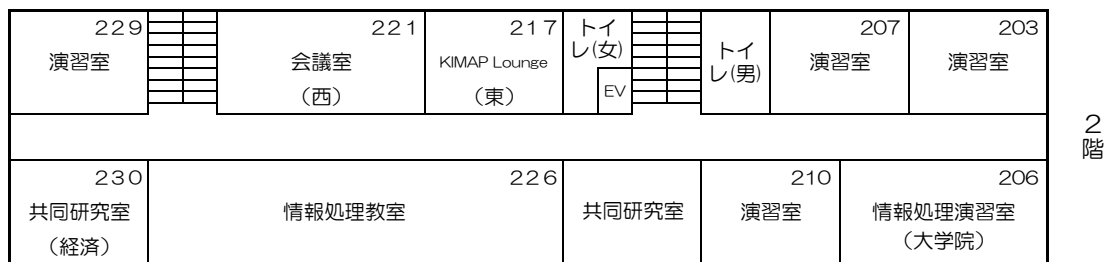 229
演習室
221
会議室
(西)
217
KIMAP Lounge
(東)
トイ
レ(女)
EV
トイ
レ(男)
207
演習室
203
演習室
2階
230
共同研究室
(経済)
226
情報処理教室
共同研究室
210
演習室
206
情報処理演習室
(大学院)